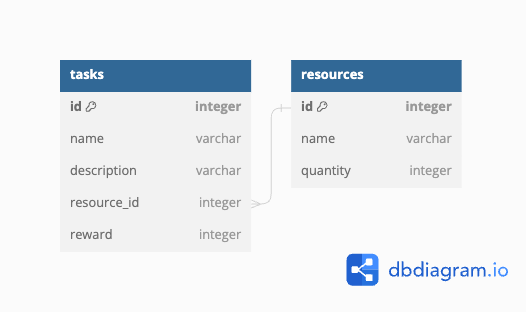 tasks
id integer
name varchar
description varchar
resource_id integer
reward integer
resources
id integer
name varchar
quantity integer
dbdiagram.io